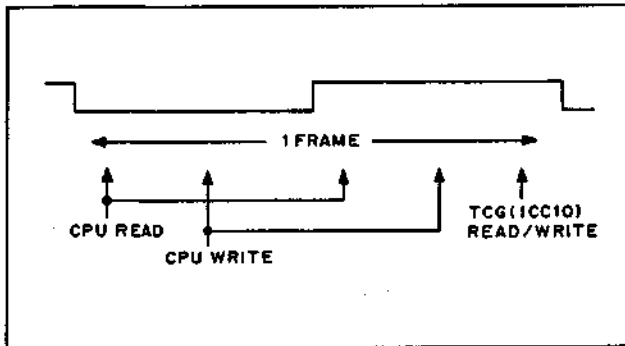 1 FRAME
CPU READ
CPU WRITE
TCG(1CC10)
READ/WRITE